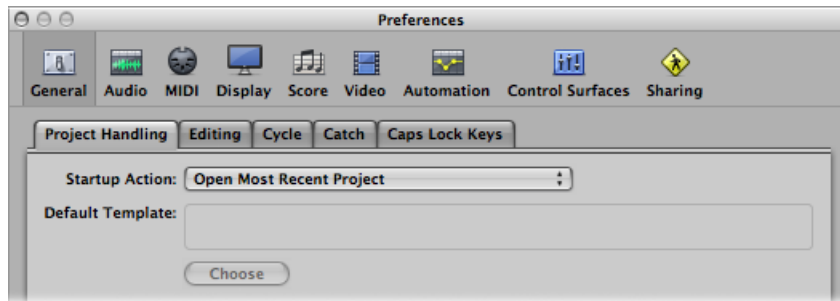 Preferences
General Audio MIDI Display Score Video Automation Control Surfaces Sharing
Project Handling Editing Cycle Catch Caps Lock Keys
Startup Action: Open Most Recent Project
Default Template:
Choose